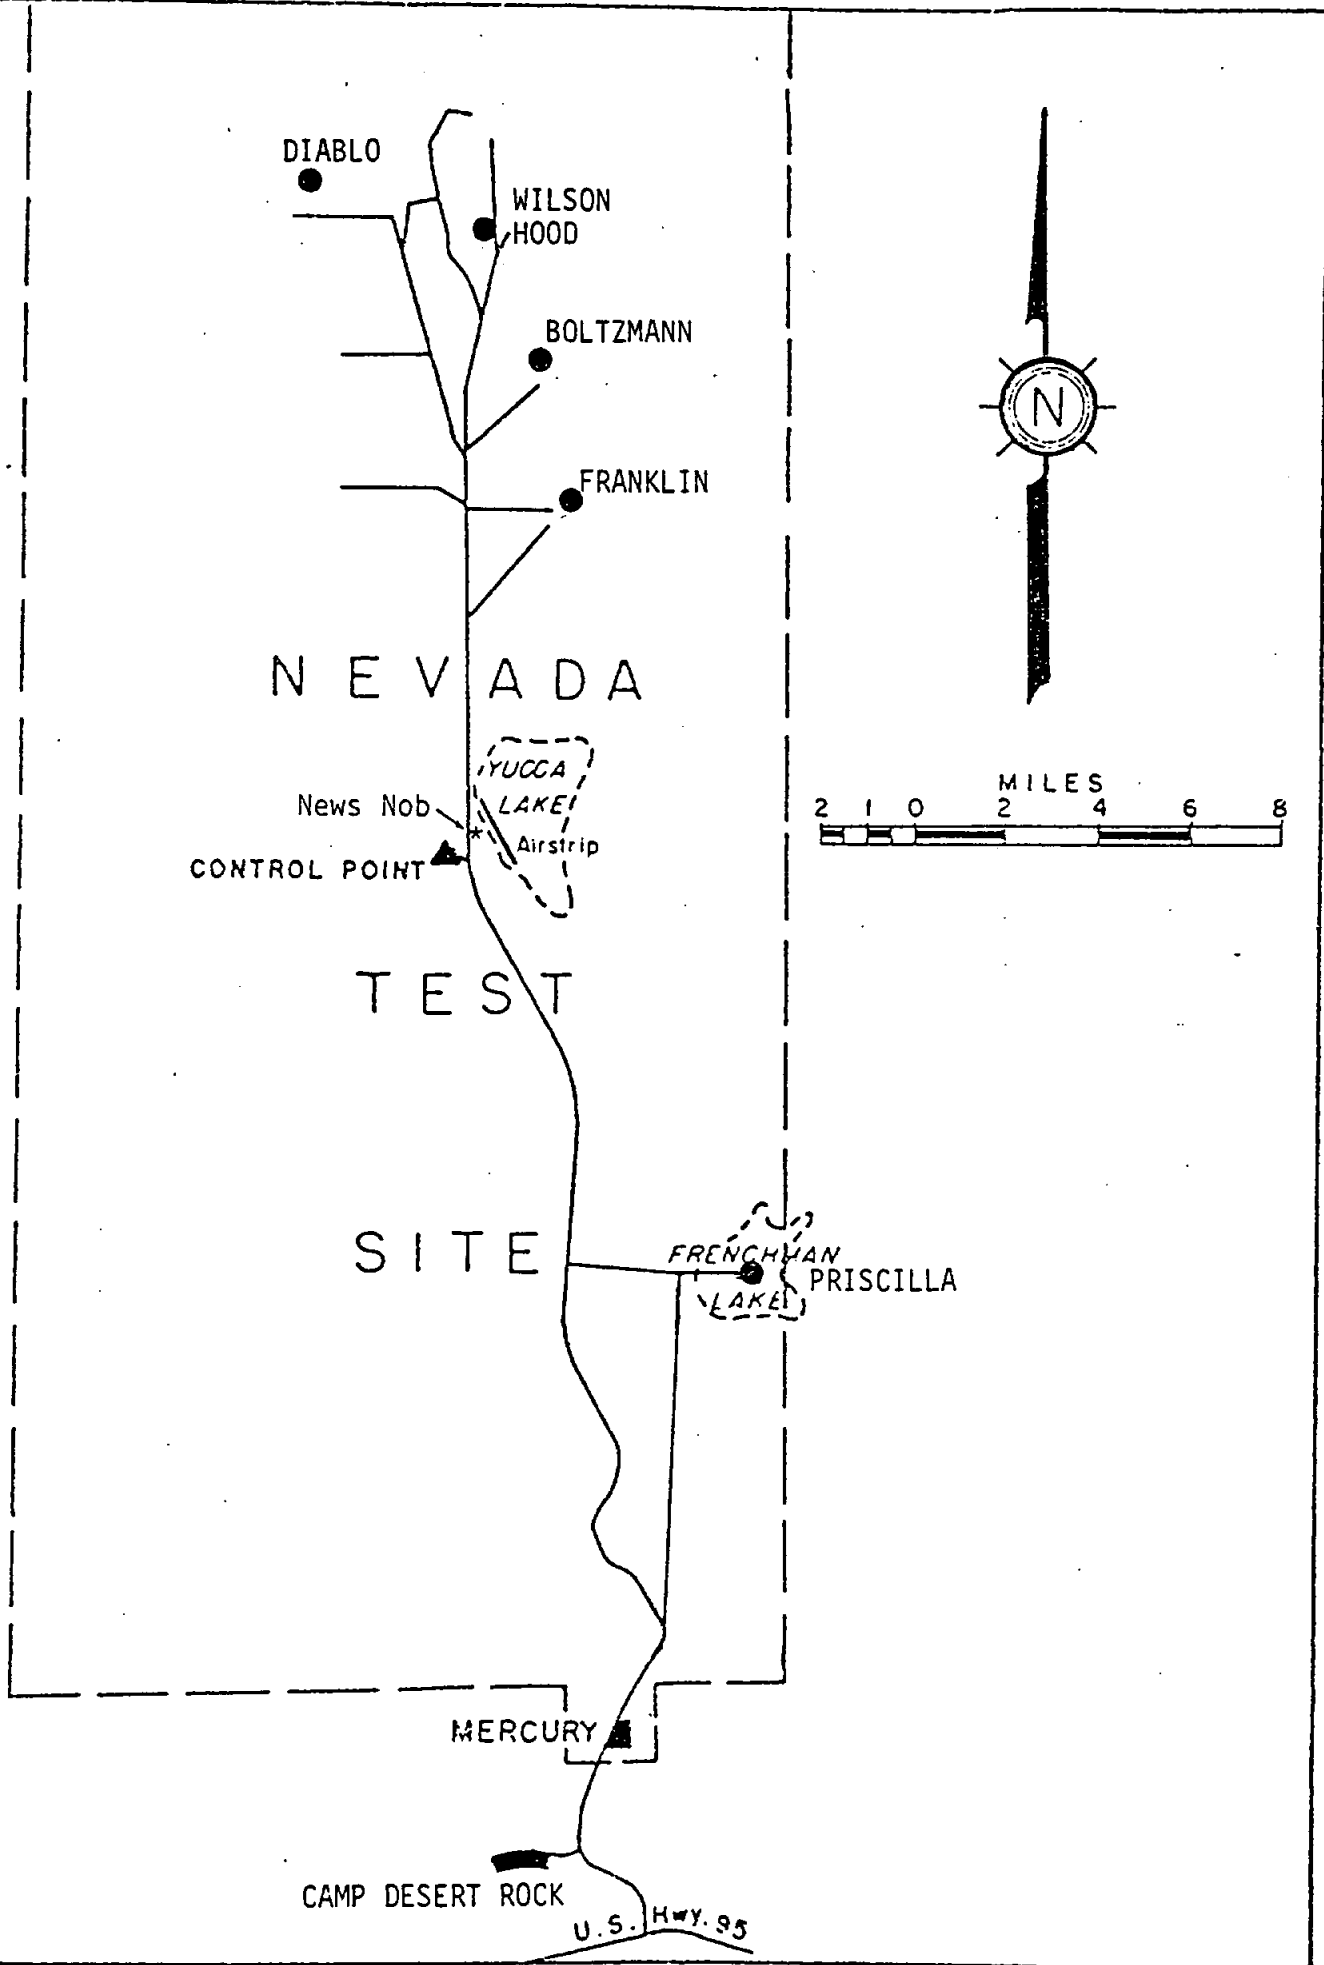 DIABLO
WILSON
HOOD
BOLTZMANN
N
FRANKLIN
NEVADA
YUCCA
LAKE
MILES
2 1 0 2 4 6 8
News Nob
*
Airstrip
CONTROL POINT
TEST
SITE
FRENCHMAN
LAKE
PRISCILLA
MERCURY
CAMP DESERT ROCK
U.S. Hwy. 95